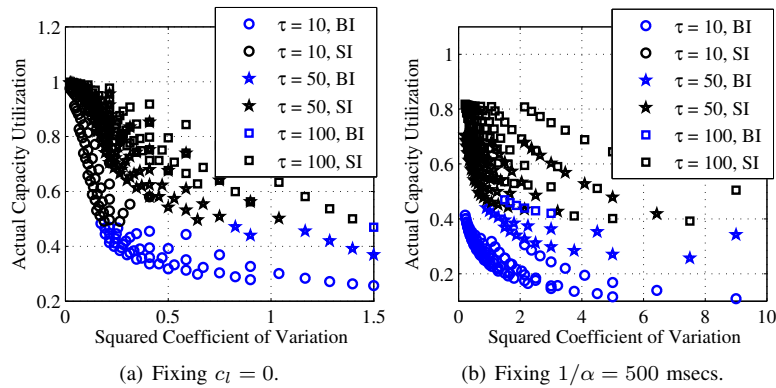 1.2
1
0.8
0.6
0.4
0.2
0
0.5
1
1.5
Actual Capacity Utilization
Squared Coefficient of Variation
τ = 10, BI
τ = 10, SI
τ = 50, BI
τ = 50, SI
τ = 100, BI
τ = 100, SI
(a) Fixing c_l = 0.
1
0.8
0.6
0.4
0.2
0
2
4
6
8
10
Actual Capacity Utilization
Squared Coefficient of Variation
τ = 10, BI
τ = 10, SI
τ = 50, BI
τ = 50, SI
τ = 100, BI
τ = 100, SI
(b) Fixing 1/α = 500 msecs.